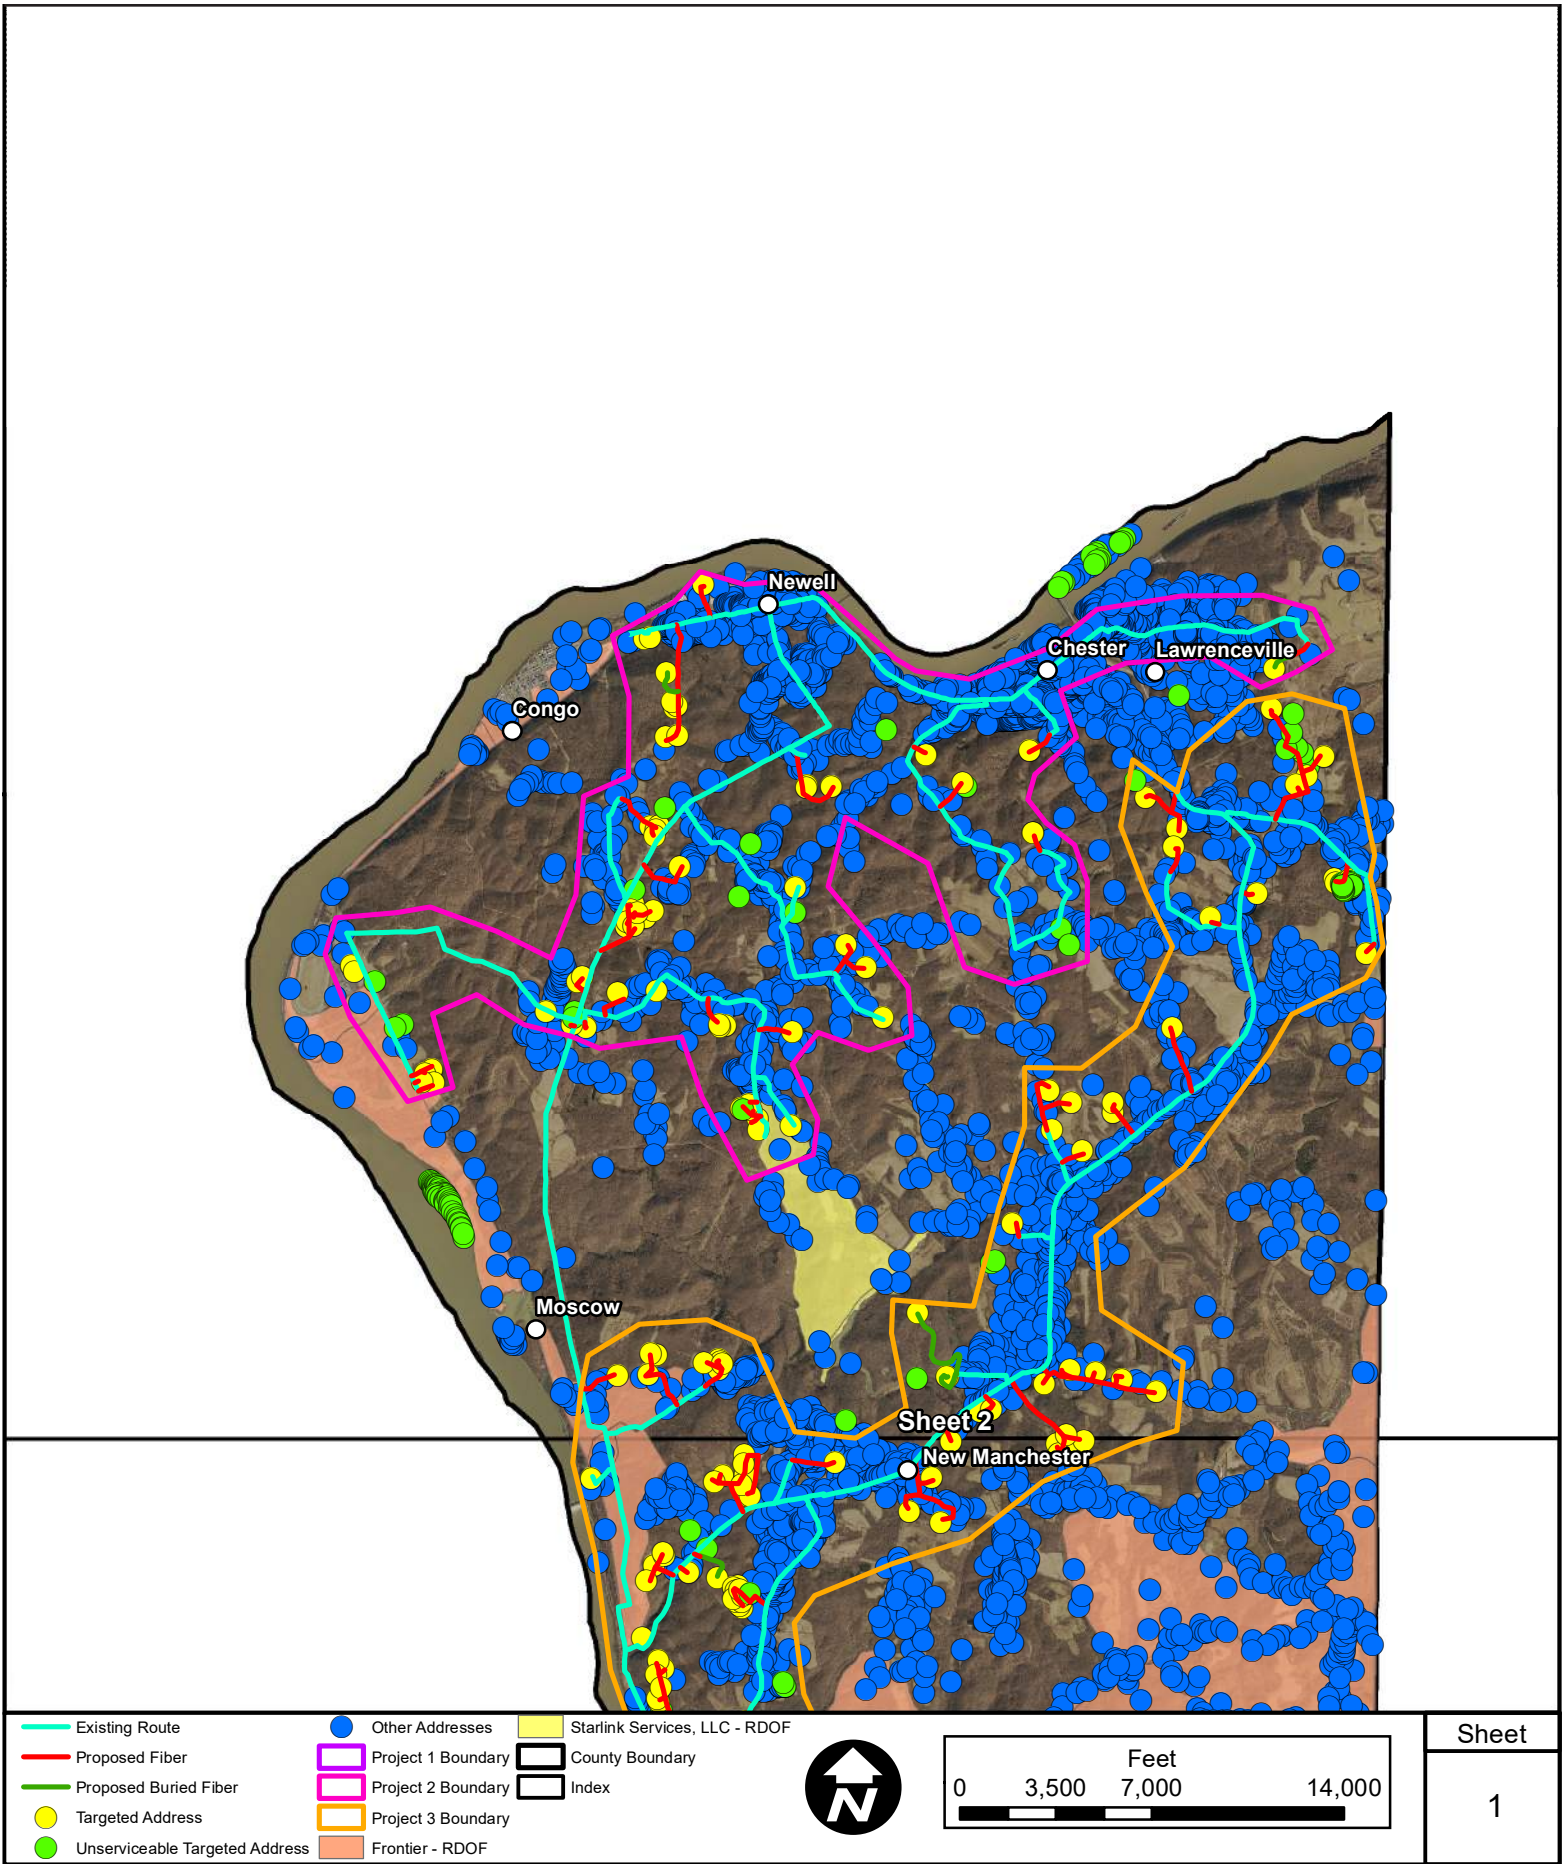 Newell
Chester
Lawrenceville
Congo
Moscow
Sheet 2
New Manchester
Existing Route
Proposed Fiber
Proposed Buried Fiber
Targeted Address
Unserviceable Targeted Address
Other Addresses
Project 1 Boundary
Project 2 Boundary
Project 3 Boundary
Frontier - RDOF
Starlink Services, LLC - RDOF
County Boundary
Index
N
Feet
0 3,500 7,000 14,000
Sheet
1